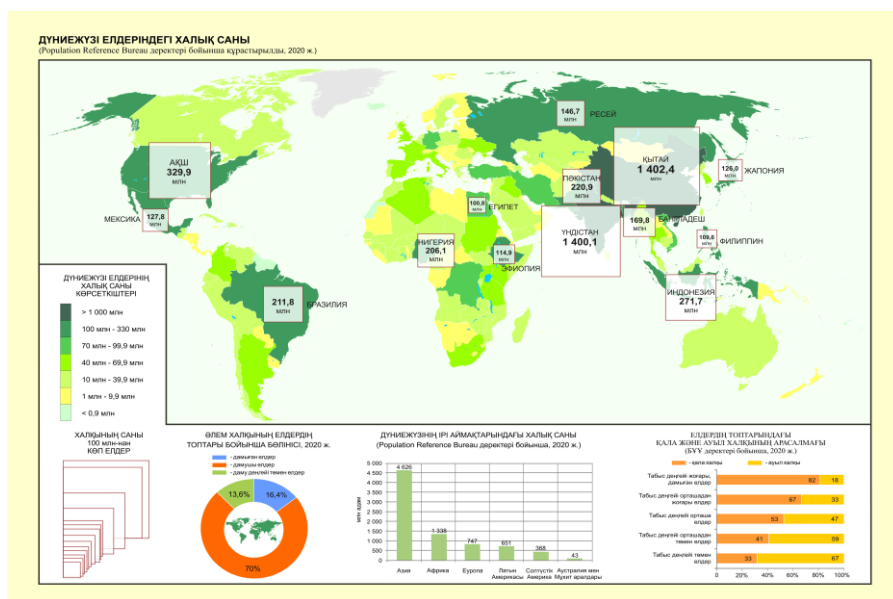 ДҮНИЕЖҮЗІ ЕЛДЕРІНДЕГІ ХАЛЫҚ САНЫ
(Population Reference Bureau деректері бойынша құрастырылды, 2020 ж.)
146,7
МЛН
РЕСЕЙ
АҚШ
329,9
МЛН
ҚЫТАЙ
1 402,4
МЛН
126,0
МЛН
ЖАПОНИЯ
ПӘКІСТАН
220,9
МЛН
МЕКСИКА
127,8
МЛН
100,8
МЛН
ЕГИПЕТ
169,8
МЛН
БАНГЛАДЕШ
ҮНДІСТАН
1 400,1
МЛН
НИГЕРИЯ
206,1
МЛН
114,9
МЛН
ЭФИОПИЯ
109,6
МЛН
ФИЛИППИН
ИНДОНЕЗИЯ
271,7
МЛН
211,8
МЛН
БРАЗИЛИЯ
ДҮНИЕЖҮЗІ ЕЛДЕРІНІҢ
ХАЛЫҚ САНЫ
КӨРСЕТКІШТЕРІ
> 1 000 млн
100 млн - 330 млн
70 млн - 99,9 млн
40 млн - 69,9 млн
10 млн - 39,9 млн
1 млн - 9,9 млн
< 0,9 млн
ХАЛҚЫНЫҢ САНЫ
100 МЛН-нан
КӨП ЕЛДЕР
ӘЛЕМ ХАЛҚЫНЫҢ ЕЛДЕРДІҢ
ТОПТАРЫ БОЙЫНША БӨЛІНІСІ, 2020 ж.
- дамыған елдер
- дамушы елдер
- даму деңгейі төмен елдер
13,6%
16,4%
70%
ДҮНИЕЖҮЗІНІҢ ІРІ АЙМАҚТАРЫНДАҒЫ ХАЛЫҚ САНЫ
(Population Reference Bureau деректері бойынша, 2020 ж.)
млн адам
5 000
4 500
4 000
3 500
3 000
2 500
2 000
1 500
1 000
500
0
4 626
1 338
747
651
368
43
Азия
Африка
Еуропа
Латын
Америкасы
Солтүстік
Америка
Аустралия мен
Мұхит аралдары
ЕЛДЕРДІҢ ТОПТАРЫНДАҒЫ
ҚАЛА ЖӘНЕ АУЫЛ ХАЛҚЫНЫҢ АРАСАЛМАҒЫ
(БҰҰ деректері бойынша, 2020 ж.)
- қала халқы
- ауыл халқы
Табыс деңгейі жоғары,
дамыған елдер
82
18
Табыс деңгейі орташадан
жоғары елдер
67
33
Табыс деңгейі орташа
елдер
53
47
Табыс деңгейі орташадан
төмен елдер
41
59
Табыс деңгейі төмен
елдер
33
67
0
20%
40%
60%
80%
100%